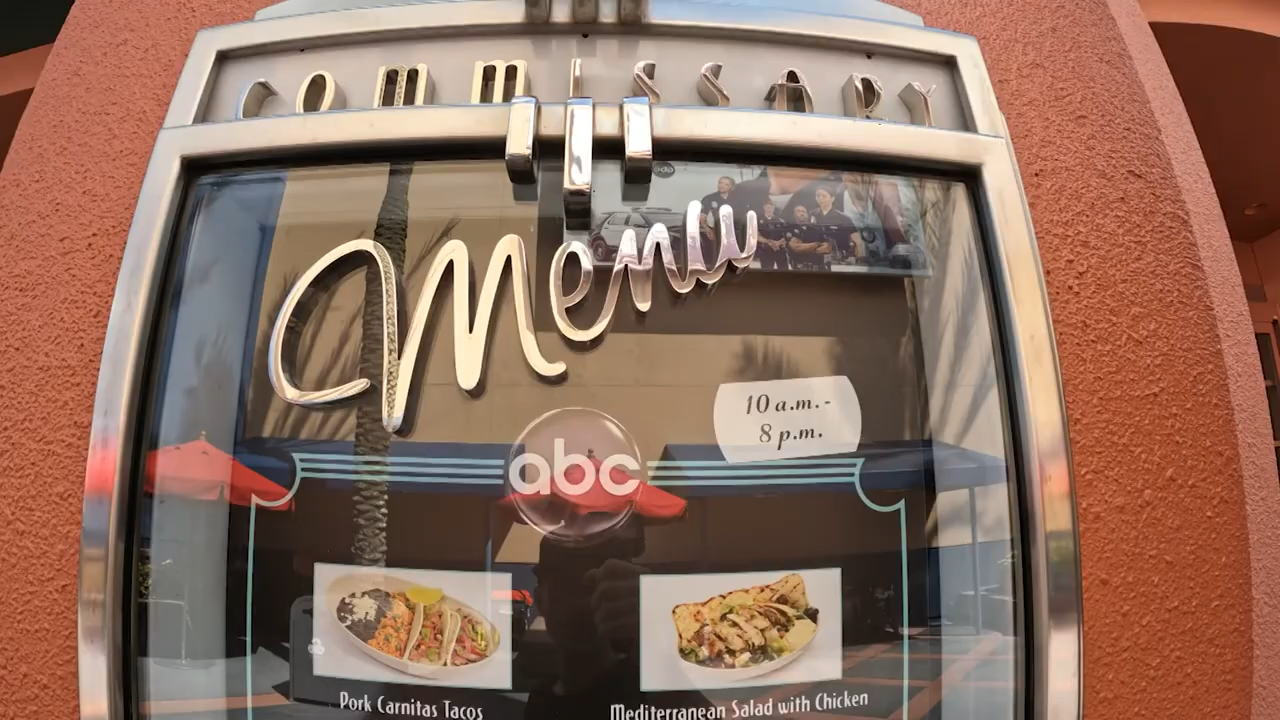 COMMISSARY
Menu
10 a.m.-
8 p.m.
abc
Pork Carnitas Tacos
Mediterranean Salad with Chicken